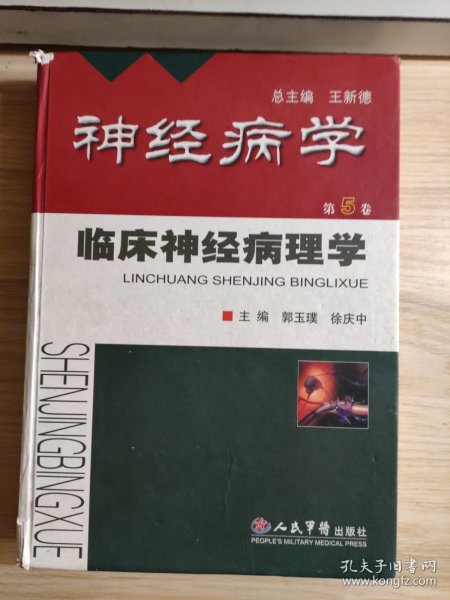 总主编 王新德
神经病学
第5卷
临床神经病理学
LINCHUANG SHENJING BINGLIXUE
主编 郭玉璞 徐庆中
SHENJINGBINGXUE
人民军医出版社
PEOPLE'S MILITARY MEDICAL PRESS
孔夫子旧书网
www.kongfz.com